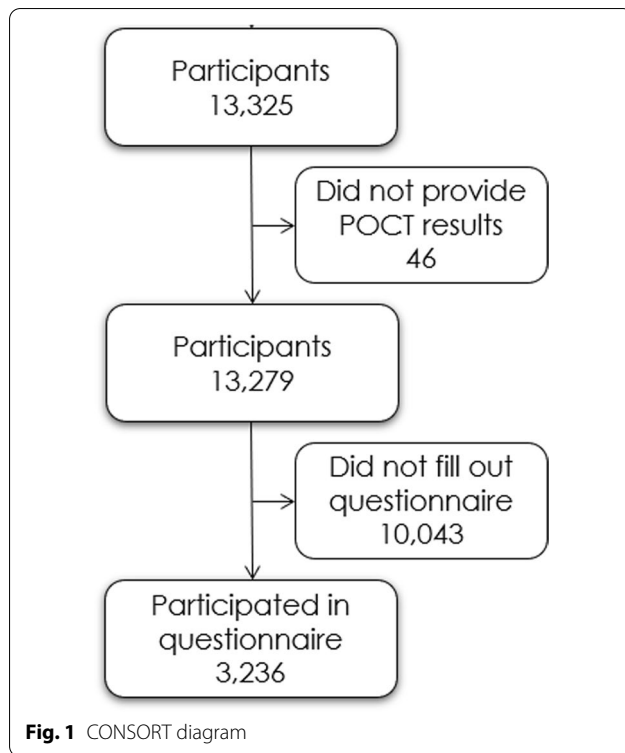 Participants
13,325
Did not provide
POCT results
46
Participants
13,279
Did not fill out
questionnaire
10,043
Participated in
questionnaire
3,236
Fig. 1 CONSORT diagram